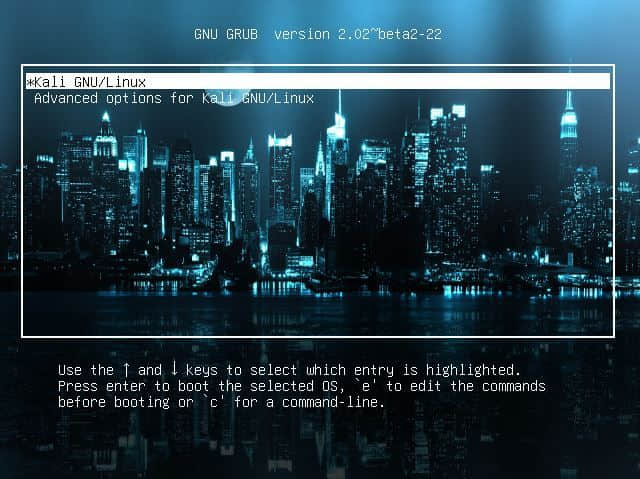 GNU GRUB  version 2.02~beta2-22
*Kali GNU/Linux
Advanced options for Kali GNU/Linux
Use the ↑ and ↓ keys to select which entry is highlighted.
Press enter to boot the selected OS, `e' to edit the commands
before booting or `c' for a command-line.